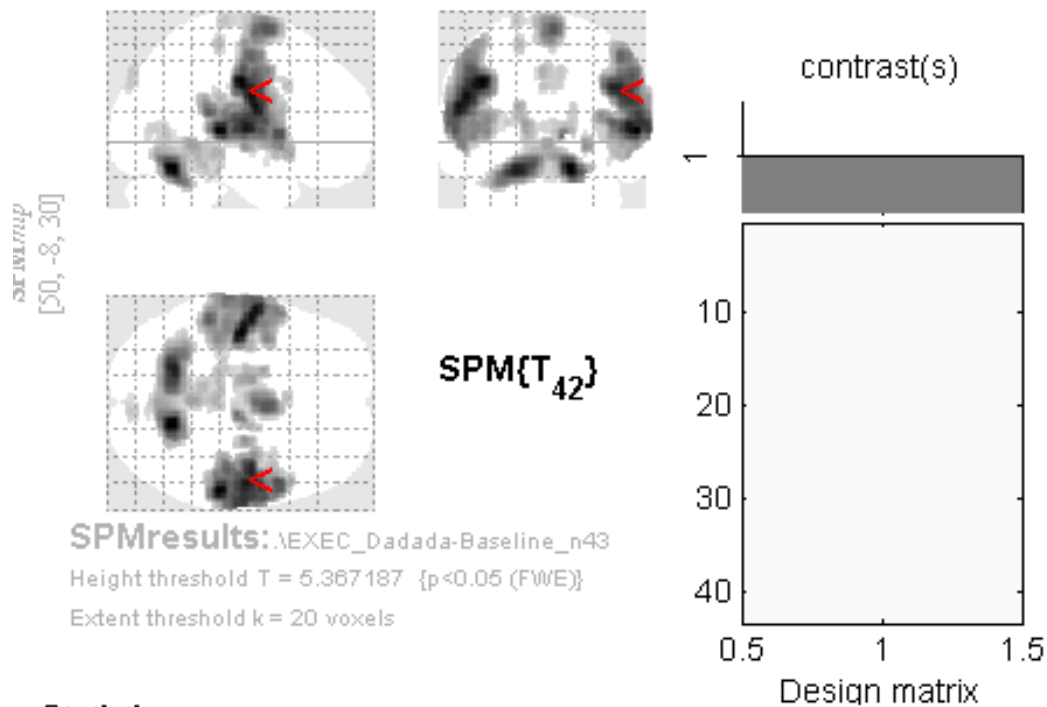 contrast(s)
1
[50, -8, 30]
<
<
<
SPM{T42}
10
20
30
40
0.5
1
1.5
Design matrix
SPMresults: .\EXEC_Dadada-Baseline_n43
Height threshold T = 5.367187 {p<0.05 (FWE)}
Extent threshold k = 20 voxels